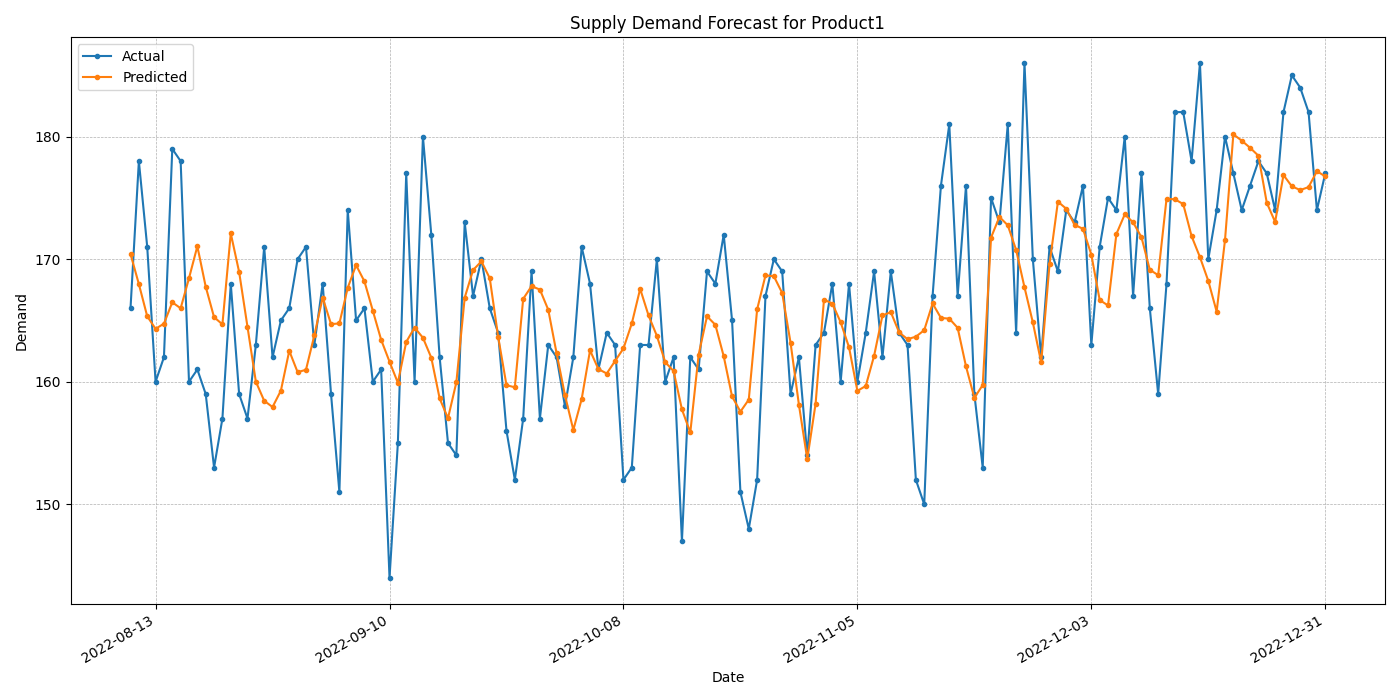 Supply Demand Forecast for Product1
Actual
Predicted
180
170
160
150
Demand
2022-08-13
2022-09-10
2022-10-08
2022-11-05
2022-12-03
2022-12-31
Date